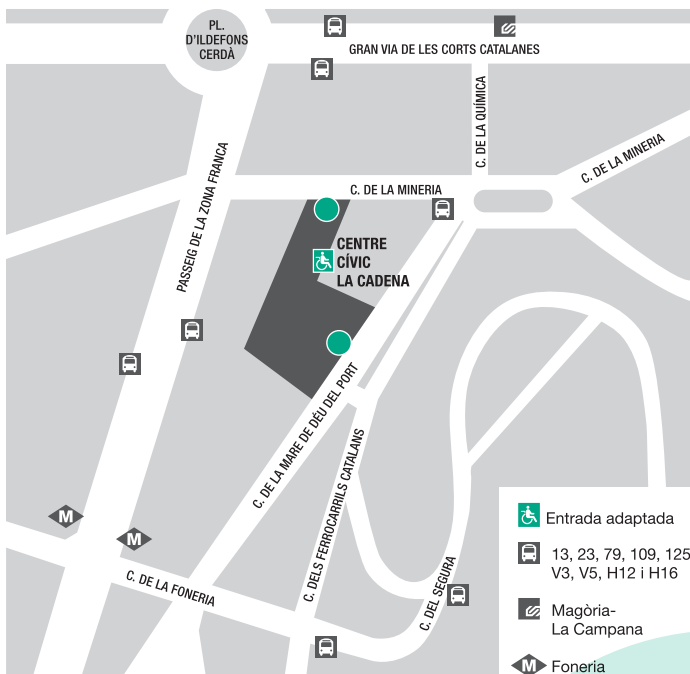 PL.
D'ILDEFONS
CERDÀ
GRAN VIA DE LES CORTS CATALANES
C. DE LA QUÍMICA
C. DE LA MINERIA
C. DE LA MINERIA
PASSEIG DE LA ZONA FRANCA
CENTRE
CÍVIC
LA CADENA
C. DE LA MARE DE DÉU DEL PORT
C. DELS FERROCARRILS CATALANS
M
M
C. DE LA FONERIA
C. DEL SEGURA
Entrada adaptada
13, 23, 79, 109, 125
V3, V5, H12 i H16
Magòria-
La Campana
M Foneria